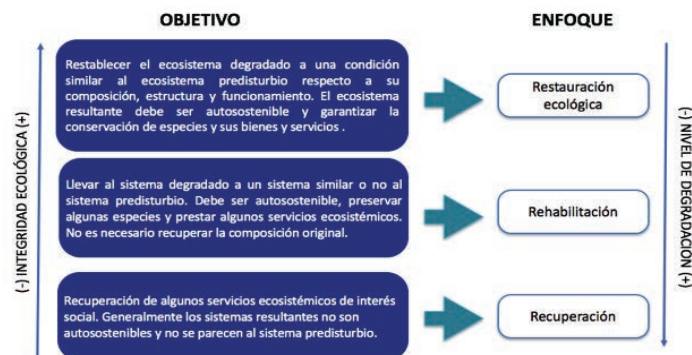 OBJETIVO
ENFOQUE
(-) INTEGRIDAD ECOLÓGICA (+)
Restablecer el ecosistema degradado a una condición
similar al ecosistema predisturbio respecto a su
composición, estructura y funcionamiento. El ecosistema
resultante debe ser autosostenible y garantizar la
conservación de especies y sus bienes y servicios .
Restauración
ecológica
Llevar al sistema degradado a un sistema similar o no al
sistema predisturbio. Debe ser autosostenible, preservar
algunas especies y prestar algunos servicios ecosistémicos.
No es necesario recuperar la composición original.
Rehabilitación
Recuperación de algunos servicios ecosistémicos de interés
social. Generalmente los sistemas resultantes no son
autosostenibles y no se parecen al sistema predisturbio.
Recuperación
(-) NIVEL DE DEGRADACION (+)